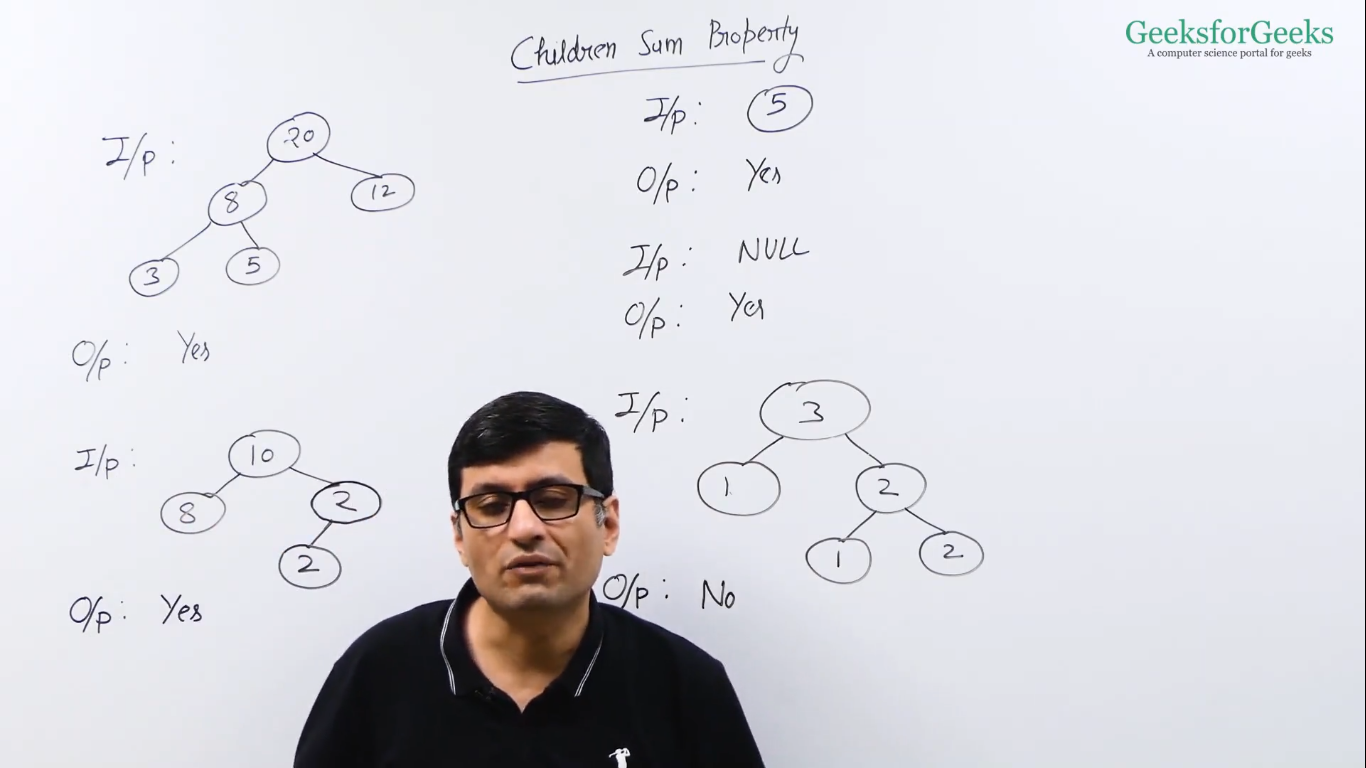 GeeksforGeeks
A computer science portal for geeks
Children Sum Property
I/p:
20
8
12
3
5
O/p: Yes
I/p:
10
8
2
2
O/p: Yes
I/p: 5
O/p: Yes
I/p: NULL
O/p: Yes
I/p:
3
1
2
1
2
O/p: No